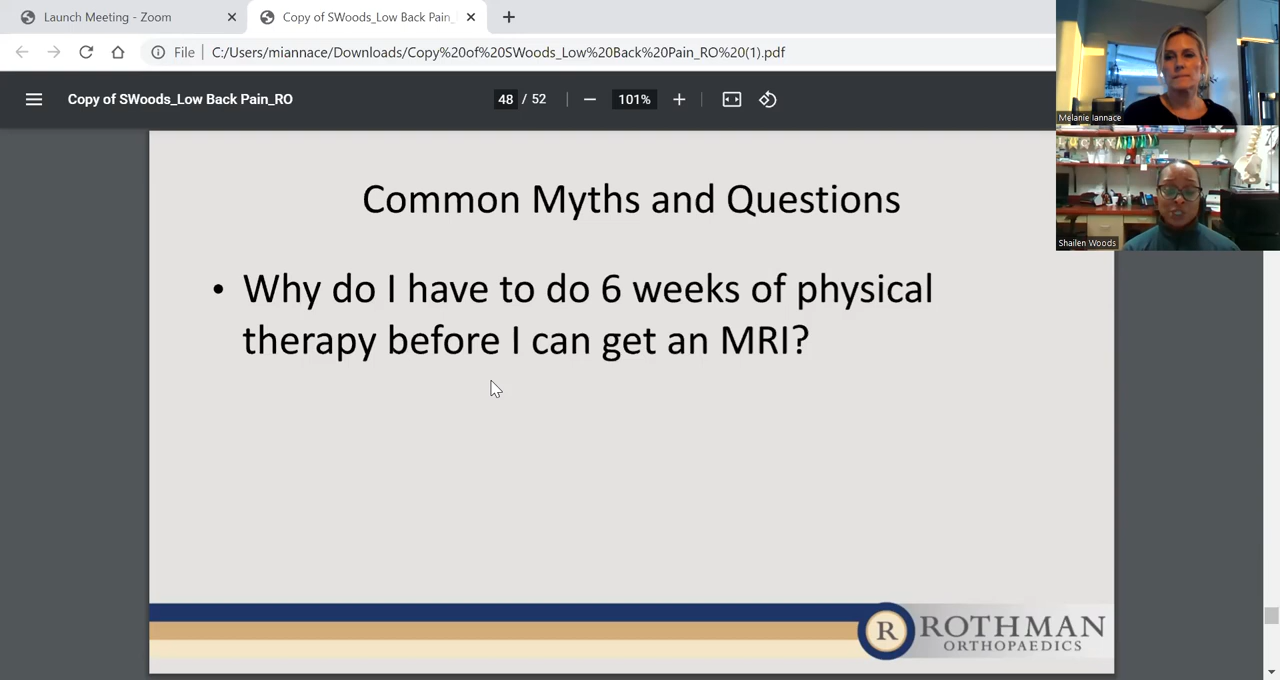 Launch Meeting - Zoom
Copy of SWoods_Low Back Pain_
File
C:/Users/miannace/Downloads/Copy%20of%20SWoods_Low%20Back%20Pain_RO%20(1).pdf
Copy of SWoods_Low Back Pain_RO
48 / 52
101%
Melanie Iannace
Shailen Woods
Common Myths and Questions
• Why do I have to do 6 weeks of physical
therapy before I can get an MRI?
R ROTHMAN
ORTHOPAEDICS